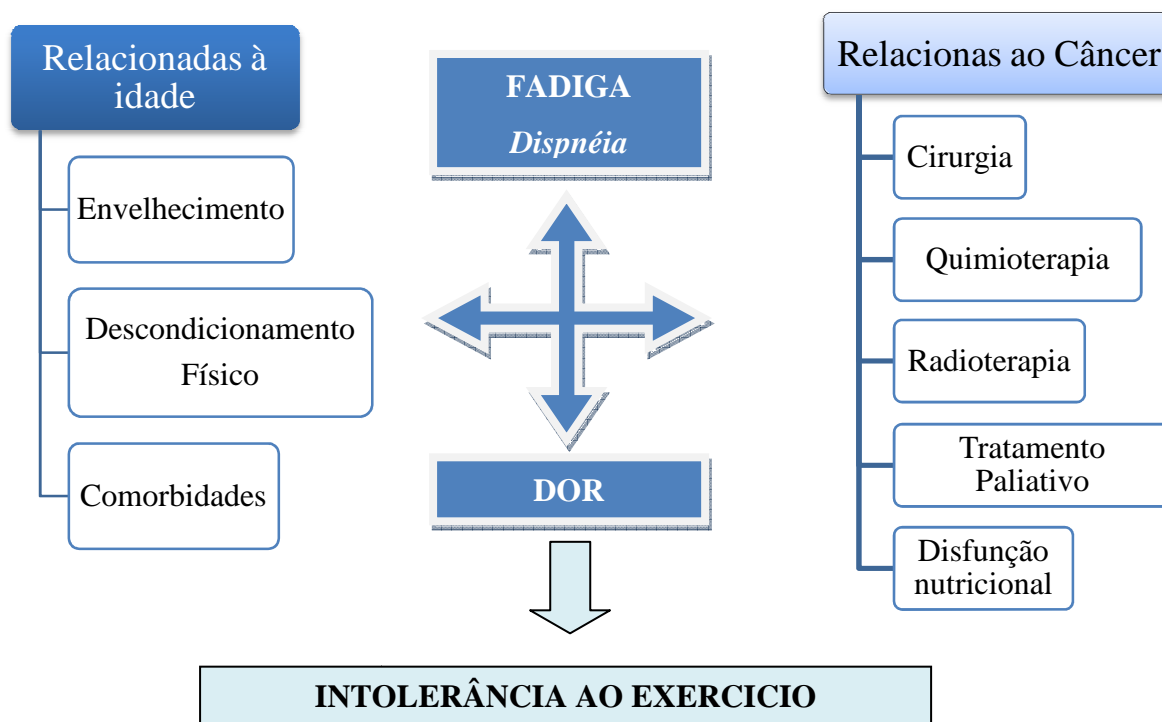 Relacionadas à
idade
Envelhecimento
Descondicionamento
Físico
Comorbidades
FADIGA
Dispnéia
DOR
INTOLERÂNCIA AO EXERCICIO
Relacionas ao Câncer
Cirurgia
Quimioterapia
Radioterapia
Tratamento
Paliativo
Disfunção
nutricional